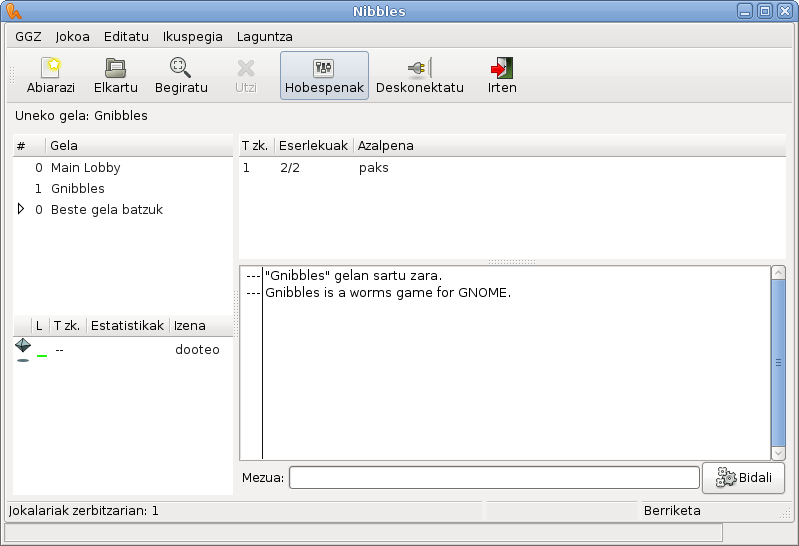 Nibbles
GGZ Jokoa Editatu Ikuspegia Laguntza
Abiarazi Elkartu Begiratu Utzi Hobespenak Deskonektatu Irten
Uneko gela: Gnibbles
# Gela
0 Main Lobby
1 Gnibbles
0 Beste gela batzuk
T zk. Eserlekuak Azalpena
1 2/2 paks
--- "Gnibbles" gelan sartu zara.
--- Gnibbles is a worms game for GNOME.
L T zk. Estatistikak Izena
-- dooteo
Mezua: Bidali
Jokalariak zerbitzarian: 1 Berriketa